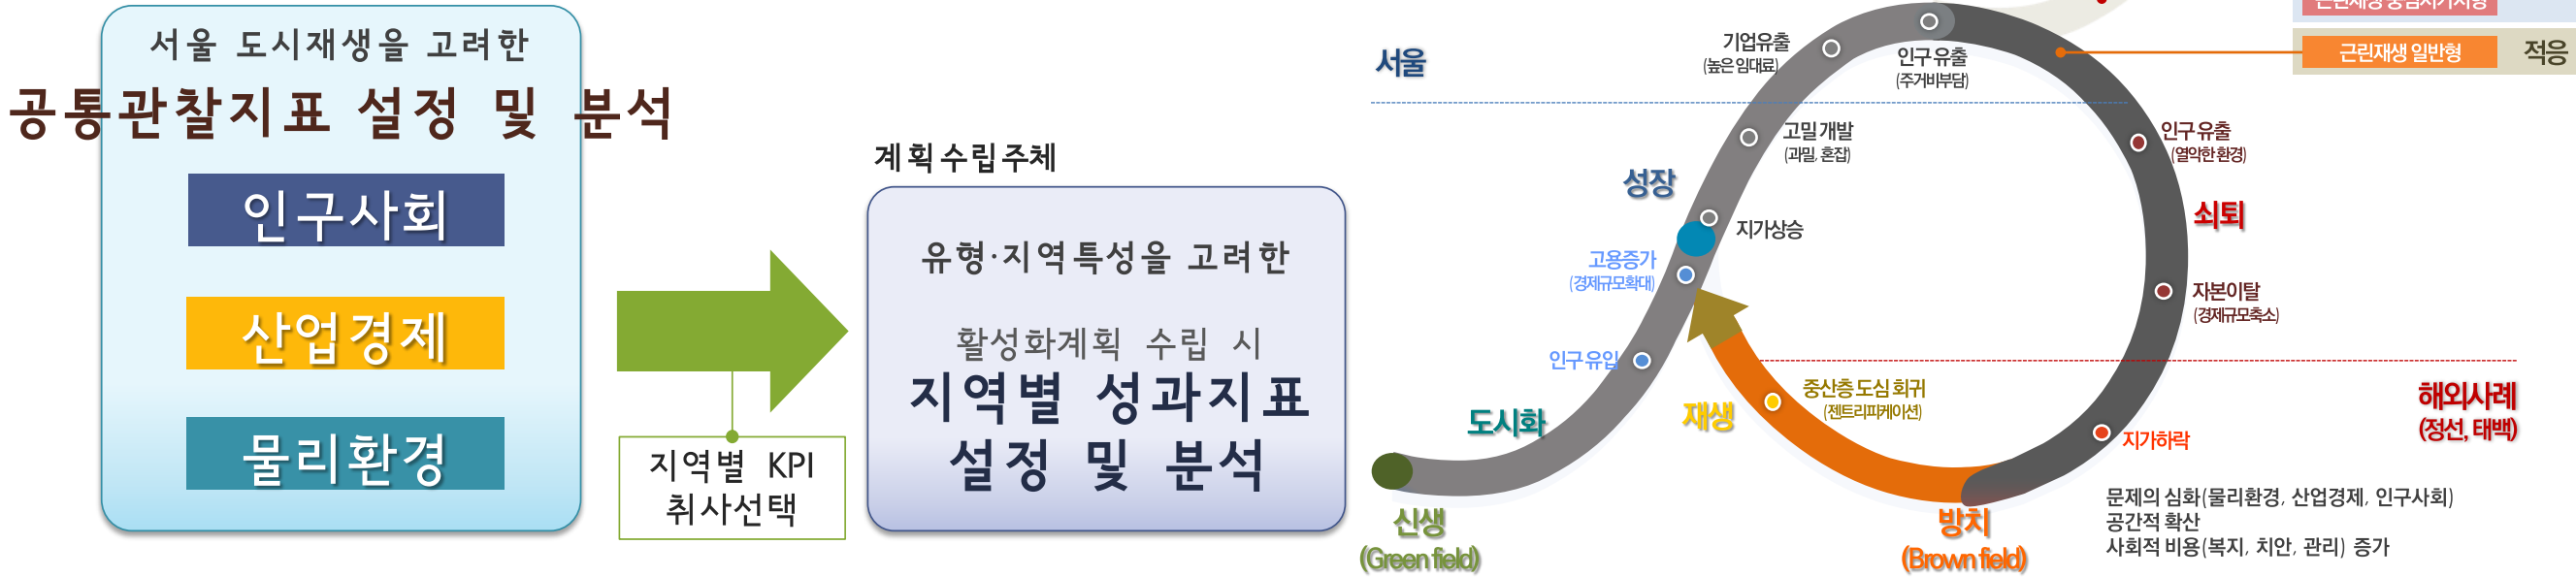 서울 도시재생을 고려한
공통관찰지표 설정 및 분석
인구사회
산업경제
물리환경
지역별 KPI
취사선택
계획수립주체
유형·지역특성을 고려한
활성화계획 수립 시
지역별 성과지표
설정 및 분석
서울
기업유출
(높은 임대료)
인구 유출
(주거비부담)
근린재생 중심시가지형
근린재생 일반형
적응
고밀 개발
(과밀, 혼잡)
인구 유출
(열악한 환경)
성장
지가상승
쇠퇴
고용증가
(경제규모확대)
자본이탈
(경제규모축소)
인구 유입
중산층 도심 회귀
(젠트리피케이션)
해외사례
(정선, 태백)
도시화
재생
지가하락
신생
(Green field)
방치
(Brown field)
문제의 심화(물리환경, 산업경제, 인구사회)
공간적 확산
사회적 비용(복지, 치안, 관리) 증가